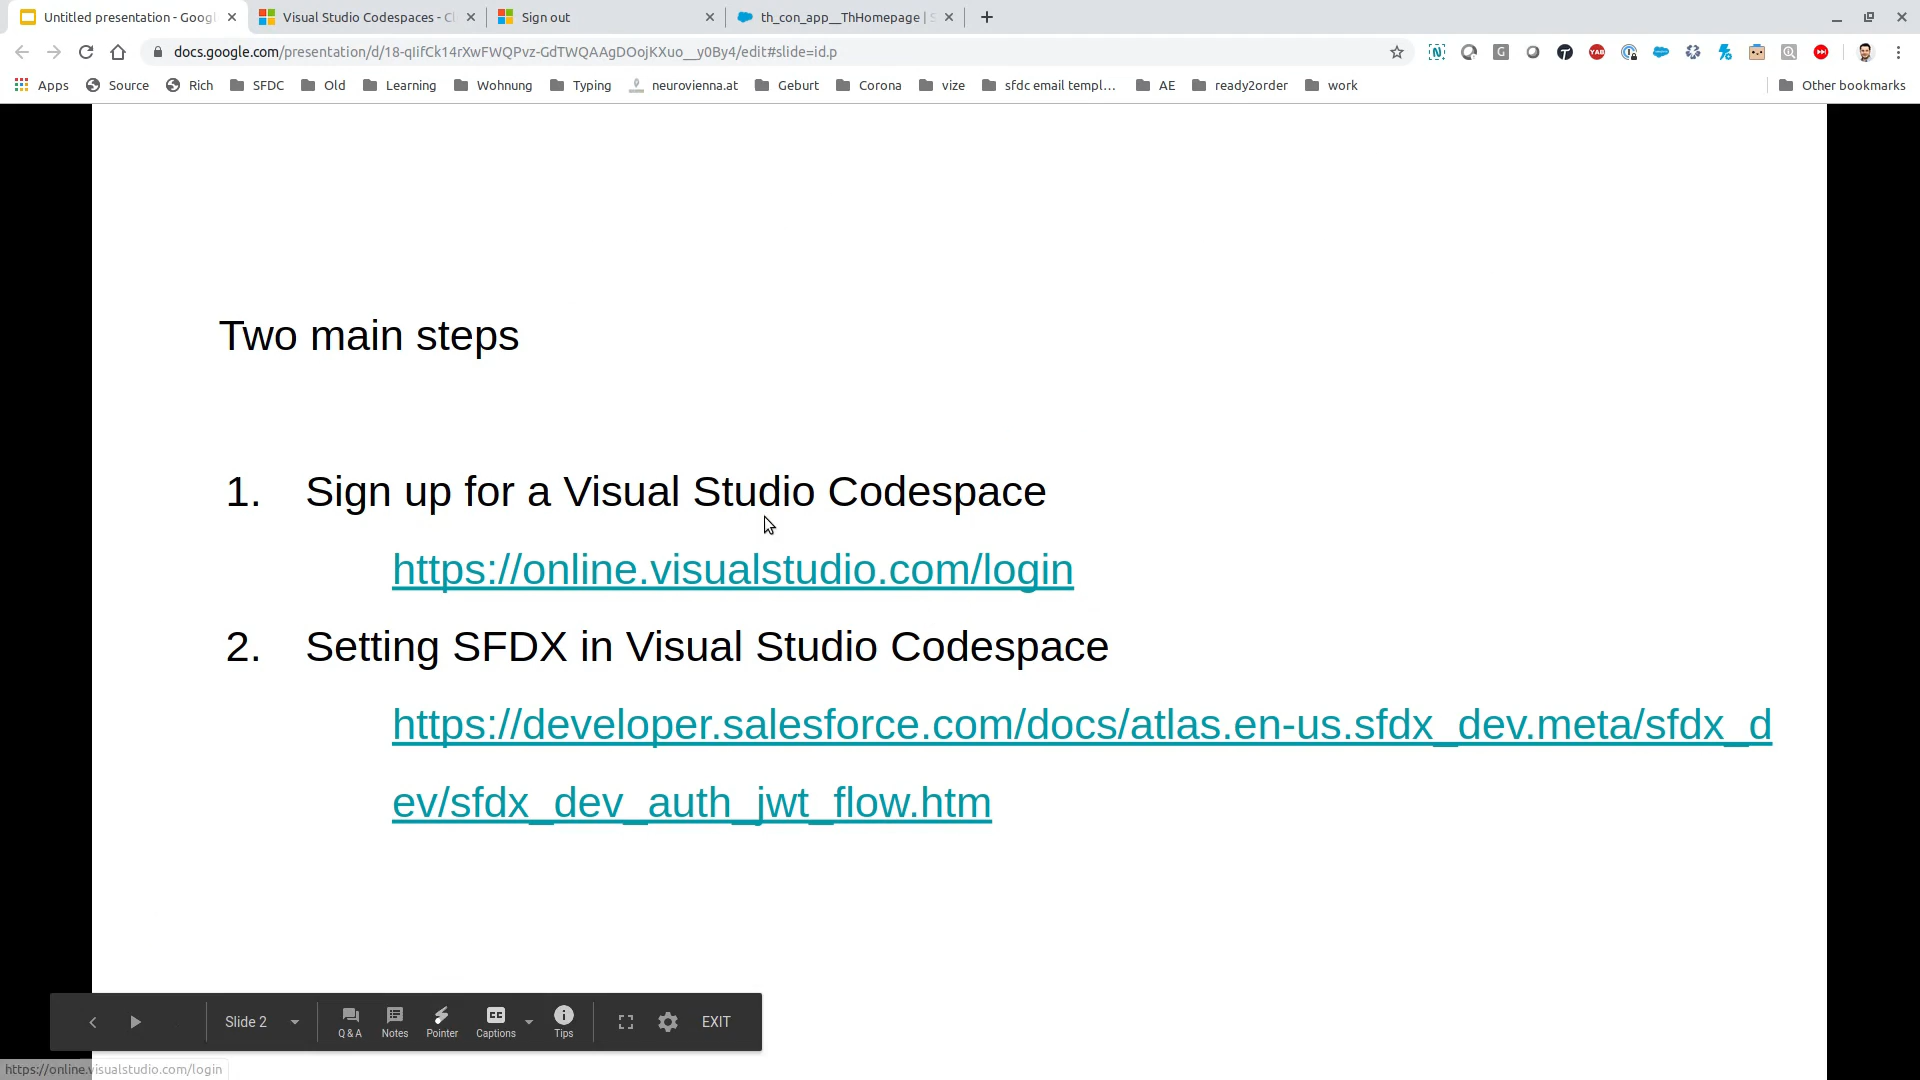 Untitled presentation - Googl
Visual Studio Codespaces - C
Sign out
th_con_app__ThHomepage | S
docs.google.com/presentation/d/18-qIifCk14rXwFWQPvz-GdTWQAAgDOojKXuo__y0By4/edit#slide=id.p
Apps Source Rich SFDC Old Learning Wohnung Typing neurovienna.at Geburt Corona vize sfdc email templ... AE ready2order work Other bookmarks
Two main steps
1. Sign up for a Visual Studio Codespace
https://online.visualstudio.com/login
2. Setting SFDX in Visual Studio Codespace
https://developer.salesforce.com/docs/atlas.en-us.sfdx_dev.meta/sfdx_d
ev/sfdx_dev_auth_jwt_flow.htm
Slide 2
Q & A
Notes
Pointer
Captions
Tips
EXIT
https://online.visualstudio.com/login